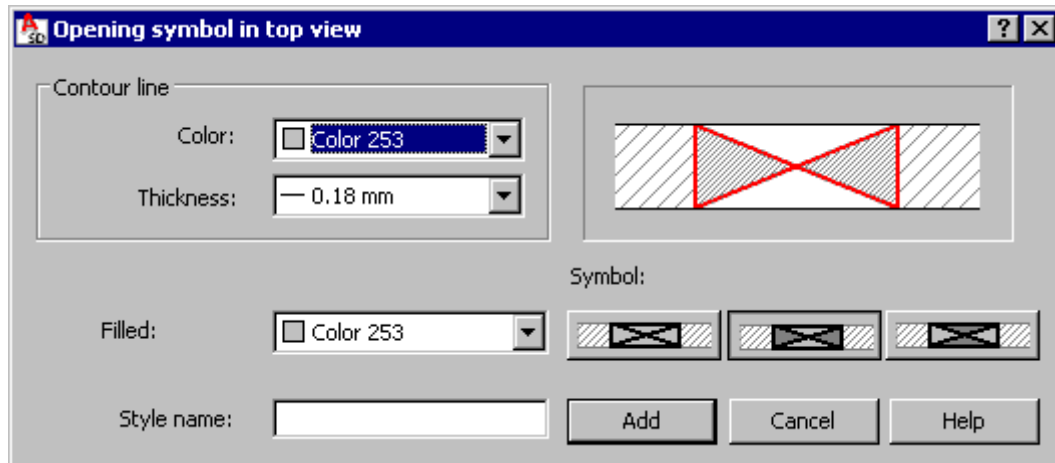 Opening symbol in top view
Contour line
Color:
Color 253
Thickness:
0.18 mm
Symbol:
Filled:
Color 253
Style name:
Add
Cancel
Help